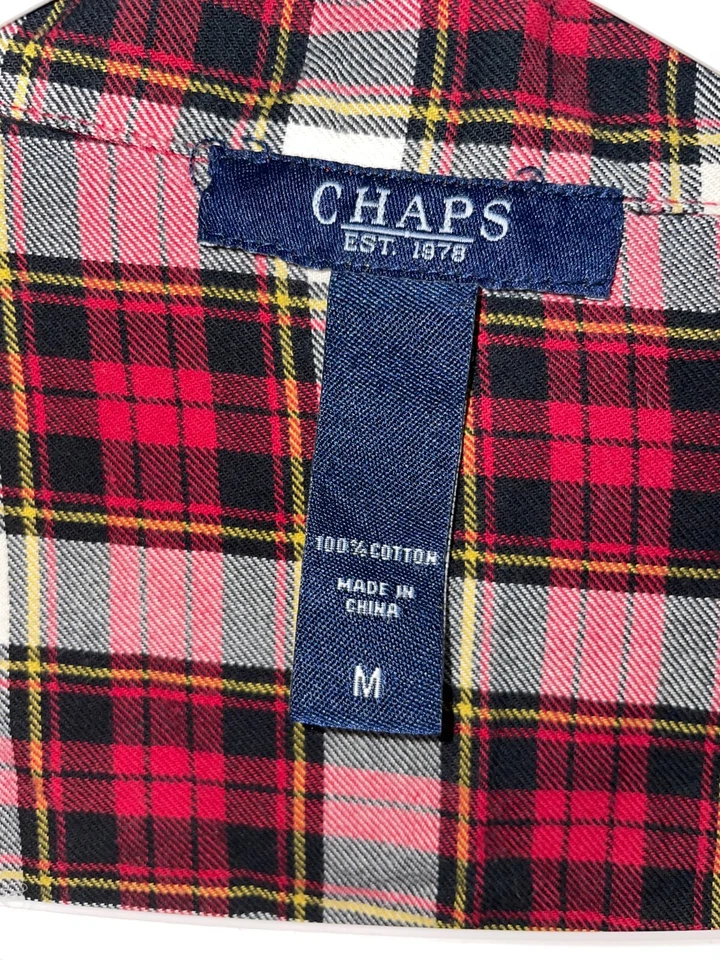 CHAPS
EST. 1978
100% COTTON
MADE IN
CHINA
M